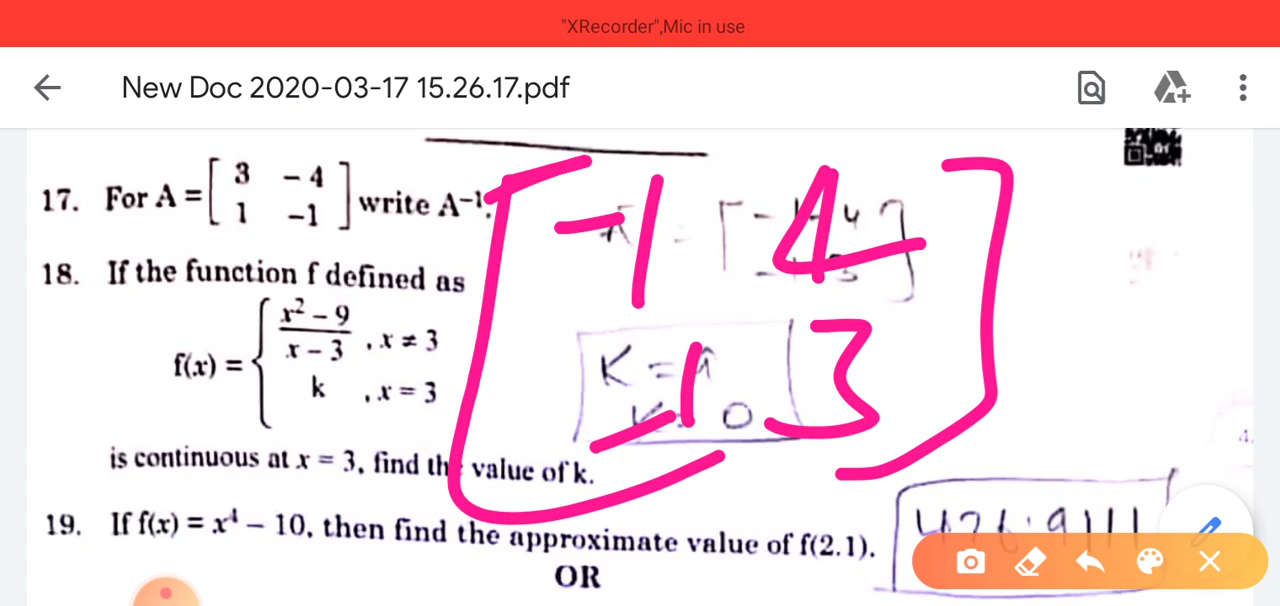 "XRecorder",Mic in use
New Doc 2020-03-17 15.26.17.pdf
17. For A = [ 3 -4
1 -1 ] write A-1.
-1 4
-1 3
18. If the function f defined as
f(x) = { x² – 9
x – 3 , x ≠ 3
k , x = 3
K =
is continuous at x = 3, find the value of k.
19. If f(x) = x⁴ – 10, then find the approximate value of f(2.1).
OR